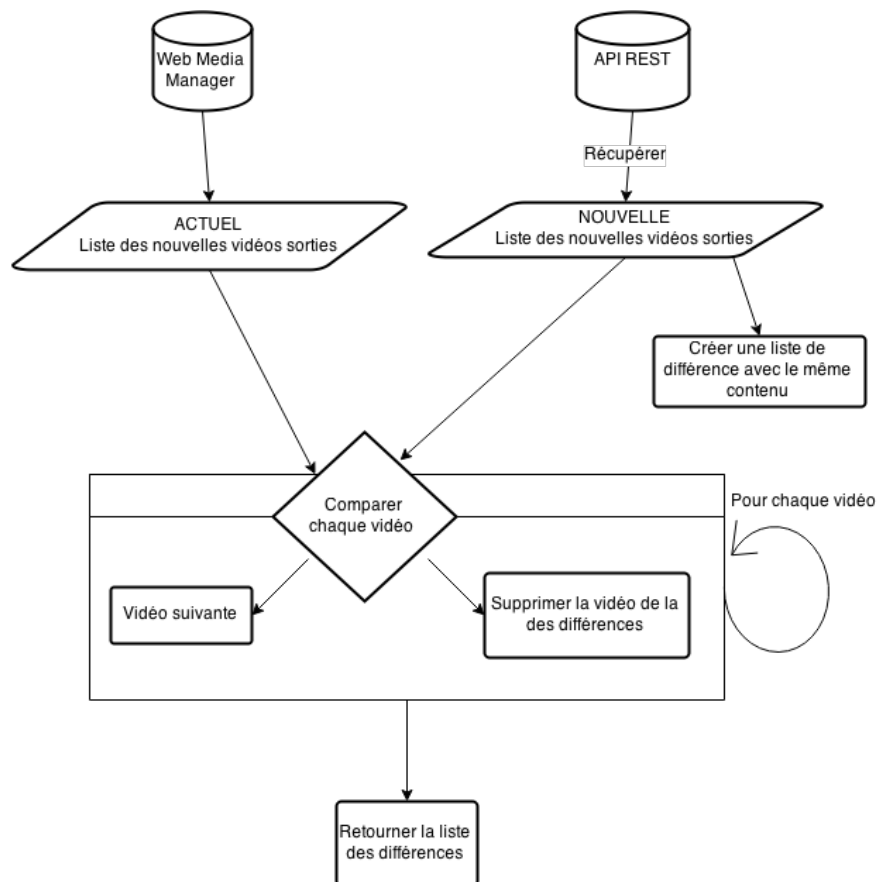 Web Media
Manager
API REST
Récupérer
ACTUEL
Liste des nouvelles vidéos sorties
NOUVELLE
Liste des nouvelles vidéos sorties
Créer une liste de
différence avec le même
contenu
Comparer
chaque vidéo
Pour chaque vidéo
Vidéo suivante
Supprimer la vidéo de la
des différences
Retourner la liste
des différences